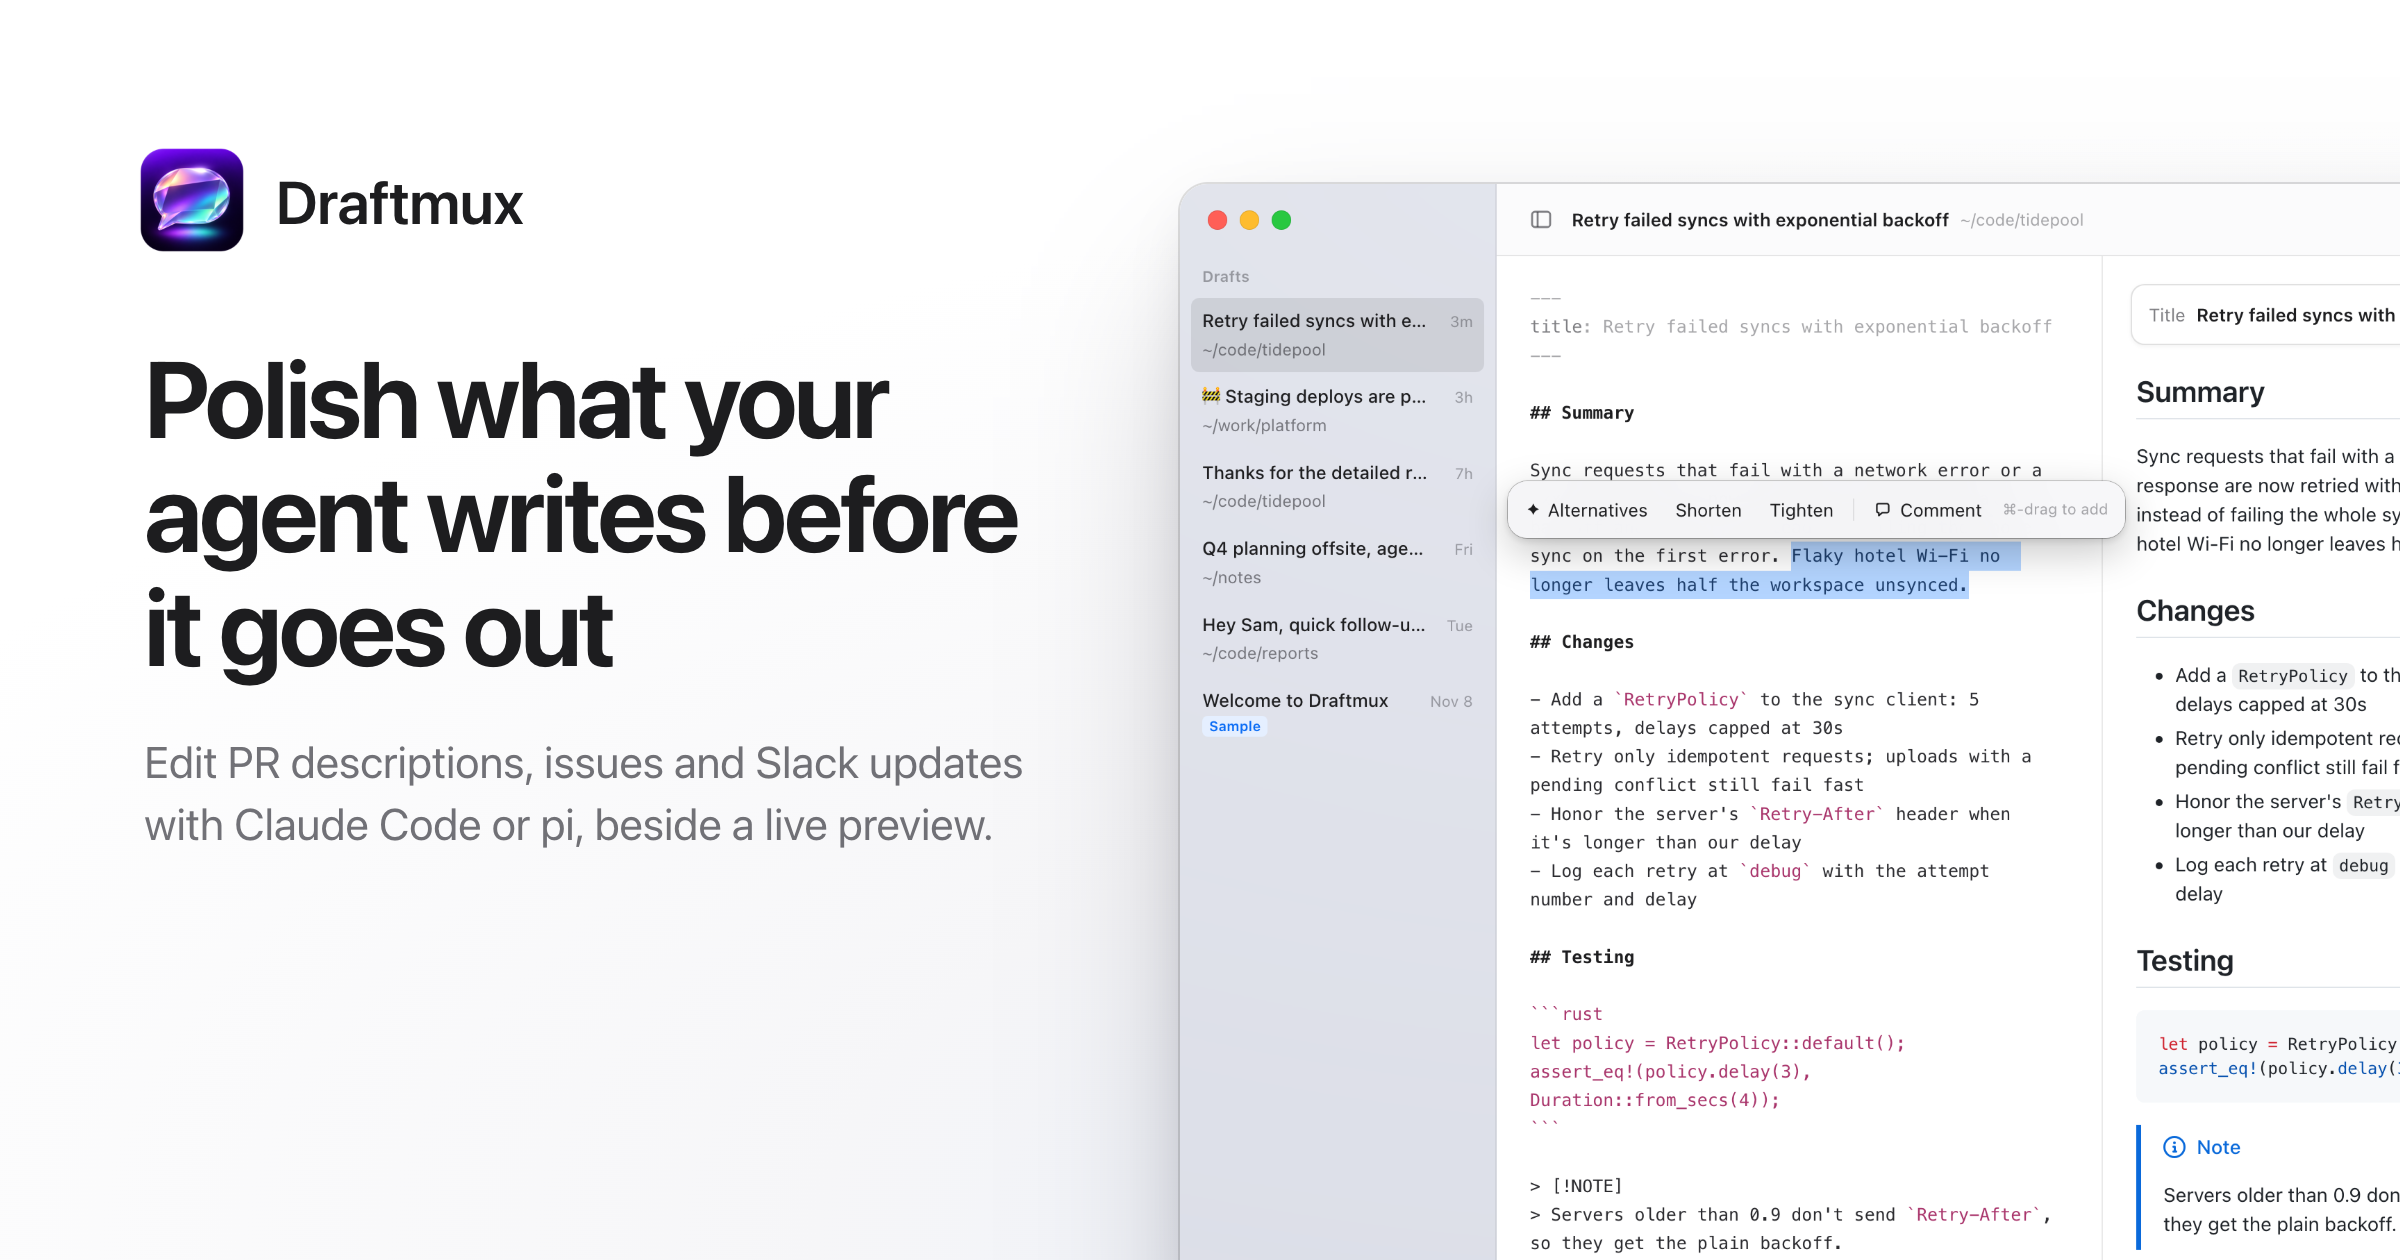 Draftmux
Polish what your
agent writes before
it goes out
Edit PR descriptions, issues and Slack updates
with Claude Code or pi, beside a live preview.
Drafts
Retry failed syncs with e... 3m
~/code/tidepool
🚧 Staging deploys are p... 3h
~/work/platform
Thanks for the detailed r... 7h
~/code/tidepool
Q4 planning offsite, age... Fri
~/notes
Hey Sam, quick follow-u... Tue
~/code/reports
Welcome to Draftmux Nov 8
Sample
Retry failed syncs with exponential backoff ~/code/tidepool
---
title: Retry failed syncs with exponential backoff
---
## Summary
Sync requests that fail with a network error or a
✦ Alternatives Shorten Tighten Comment ⌘-drag to add
sync on the first error. Flaky hotel Wi-Fi no
longer leaves half the workspace unsynced.
## Changes
- Add a `RetryPolicy` to the sync client: 5
attempts, delays capped at 30s
- Retry only idempotent requests; uploads with a
pending conflict still fail fast
- Honor the server's `Retry-After` header when
it's longer than our delay
- Log each retry at `debug` with the attempt
number and delay
## Testing
```rust
let policy = RetryPolicy::default();
assert_eq!(policy.delay(3),
Duration::from_secs(4));
```
> [!NOTE]
> Servers older than 0.9 don't send `Retry-After`,
so they get the plain backoff.
Title Retry failed syncs with
Summary
Sync requests that fail with a
response are now retried with
instead of failing the whole sy
hotel Wi-Fi no longer leaves h
Changes
• Add a RetryPolicy to th
delays capped at 30s
• Retry only idempotent rec
pending conflict still fail f
• Honor the server's Retry
longer than our delay
• Log each retry at debug
delay
Testing
let policy = RetryPolicy
assert_eq!(policy.delay(
Note
Servers older than 0.9 don
they get the plain backoff.